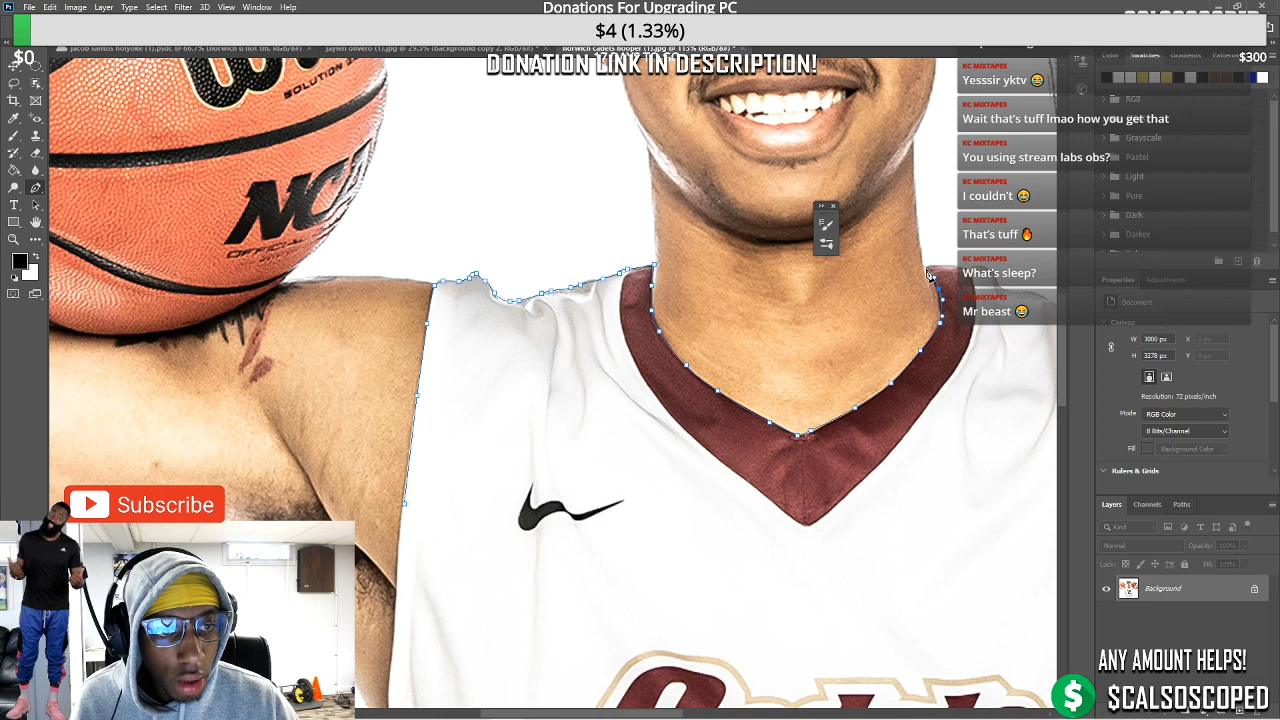 Ps File Edit Image Layer Type Select Filter 3D View Window Help
Donations For Upgrading PC
$4 (1.33%)
$0
$300
jacob santos holyoke (1).psdc @ 66.7% (norwich u not tin, RGB/8#)
jaylen olivero (1).jpg @ 29.5% (Background copy 2, RGB/8#) *
norwich cadets hooper (1).jpg @ 113% (RGB/8#) *
DONATION LINK IN DESCRIPTION!
Color Swatches Gradients
KC MIXTAPES
Yesssir yktv 😅
KC MIXTAPES
Wait that's tuff lmao how you get that
KC MIXTAPES
You using stream labs obs?
KC MIXTAPES
I couldn't 😅
KC MIXTAPES
That's tuff 🔥
KC MIXTAPES
What's sleep?
KC MIXTAPES
Mr beast 😅
RGB
Grayscale
Pastel
Light
Pure
Dark
Darker
Properties Adjustments
Document
Canvas
W 3000 px X 0 px
H 3278 px Y 0 px
Resolution: 72 pixels/inch
Mode RGB Color
8 Bits/Channel
Fill Background Color
Rulers & Grids
Layers Channels Paths
Kind
Normal Opacity: 100%
Lock: Fill: 100%
Background
SOLUTION
NC
OFFICIAL
Subscribe
ANY AMOUNT HELPS!
$CALSOSCOPED